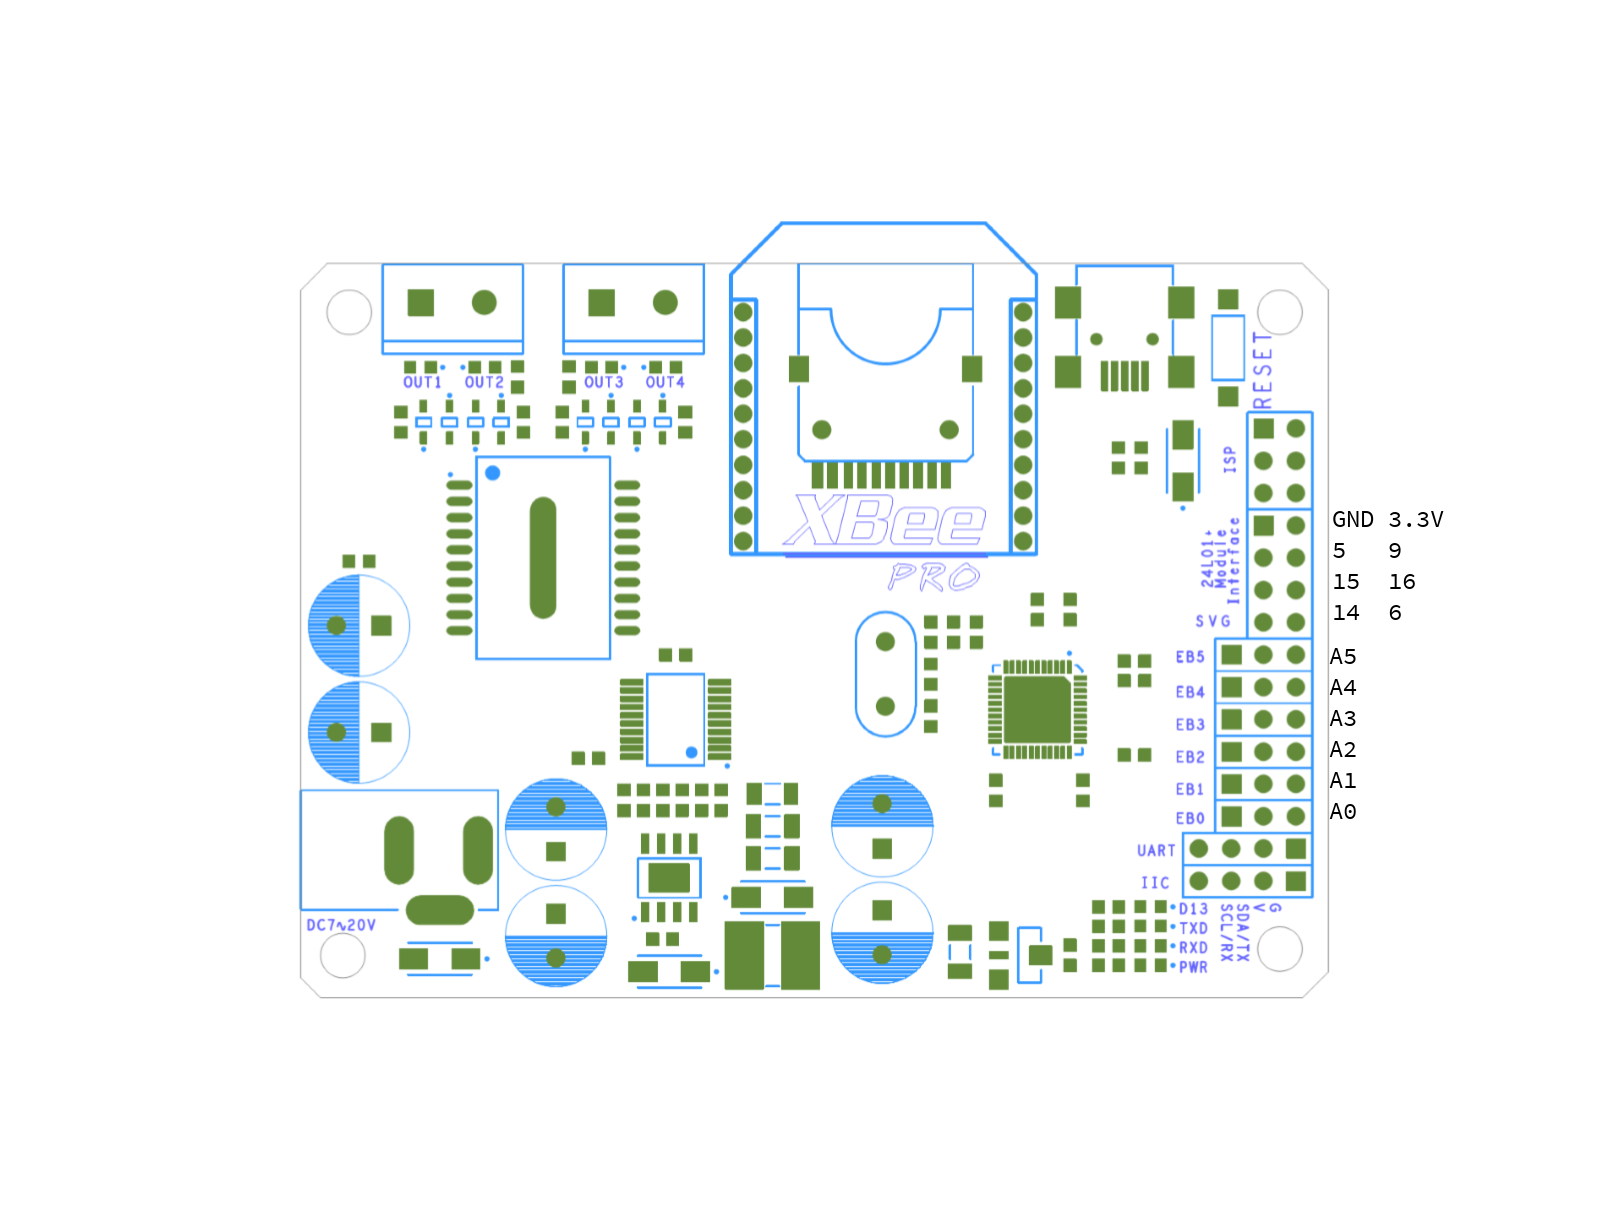 OUT1 OUT2 OUT3 OUT4
RESET
ISP
XBee
PRO
24L01+
Module
Interface
GND 3.3V
5 9
15 16
14 6
SVG
EB5 A5
EB4 A4
EB3 A3
EB2 A2
EB1 A1
EB0 A0
UART
IIC
DC7~20V
D13
TXD
RXD
PWR
G
V
SDA/TX
SCL/RX